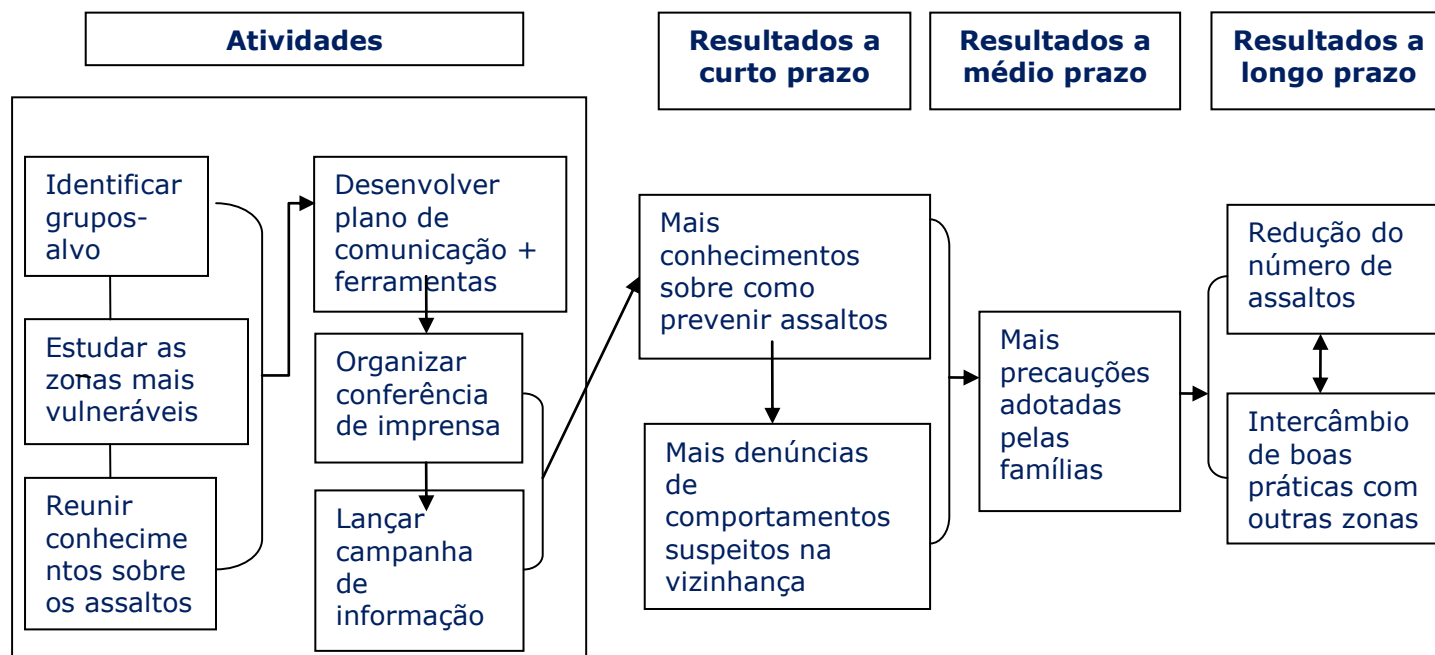 Atividades
Resultados a
curto prazo
Resultados a
médio prazo
Resultados a
longo prazo
Identificar
grupos-
alvo
Estudar as
zonas mais
vulneráveis
Reunir
conhecime
ntos sobre
os assaltos
Desenvolver
plano de
comunicação +
ferramentas
Organizar
conferência
de imprensa
Lançar
campanha
de
informação
Mais
conhecimentos
sobre como
prevenir assaltos
Mais denúncias
de
comportamentos
suspeitos na
vizinhança
Mais
precauções
adotadas
pelas
famílias
Redução do
número de
assaltos
Intercâmbio
de boas
práticas com
outras zonas